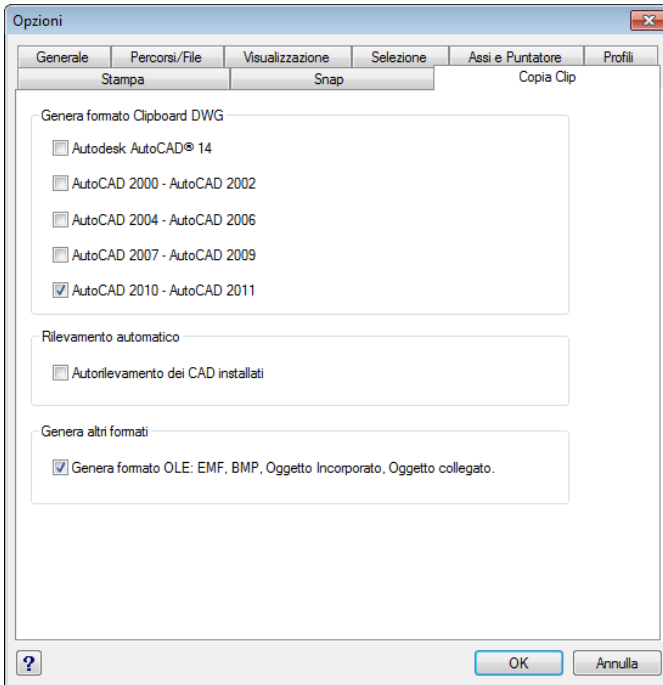 Opzioni
Generale Percorsi/File Visualizzazione Selezione Assi e Puntatore Profili
Stampa Snap Copia Clip
Genera formato Clipboard DWG
Autodesk AutoCAD® 14
AutoCAD 2000 - AutoCAD 2002
AutoCAD 2004 - AutoCAD 2006
AutoCAD 2007 - AutoCAD 2009
AutoCAD 2010 - AutoCAD 2011
Rilevamento automatico
Autorilevamento dei CAD installati
Genera altri formati
Genera formato OLE: EMF, BMP, Oggetto Incorporato, Oggetto collegato.
? OK Annulla